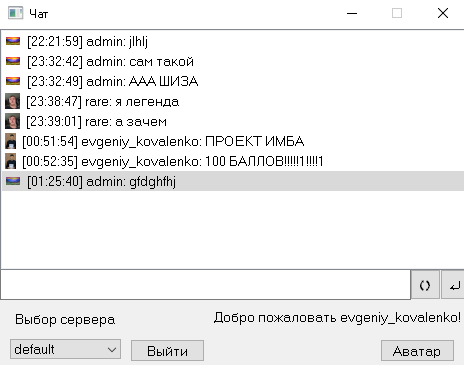 Чат
[22:21:59] admin: jlhlj
[23:32:42] admin: сам такой
[23:32:49] admin: ААА ШИЗА
[23:38:47] rare: я легенда
[23:39:01] rare: а зачем
[00:51:54] evgeniy_kovalenko: ПРОЕКТ ИМБА
[00:52:35] evgeniy_kovalenko: 100 БАЛЛОВ!!!!!1!!!!1
[01:25:40] admin: gfdghfhj
Выбор сервера
Добро пожаловать evgeniy_kovalenko!
default
Выйти
Аватар